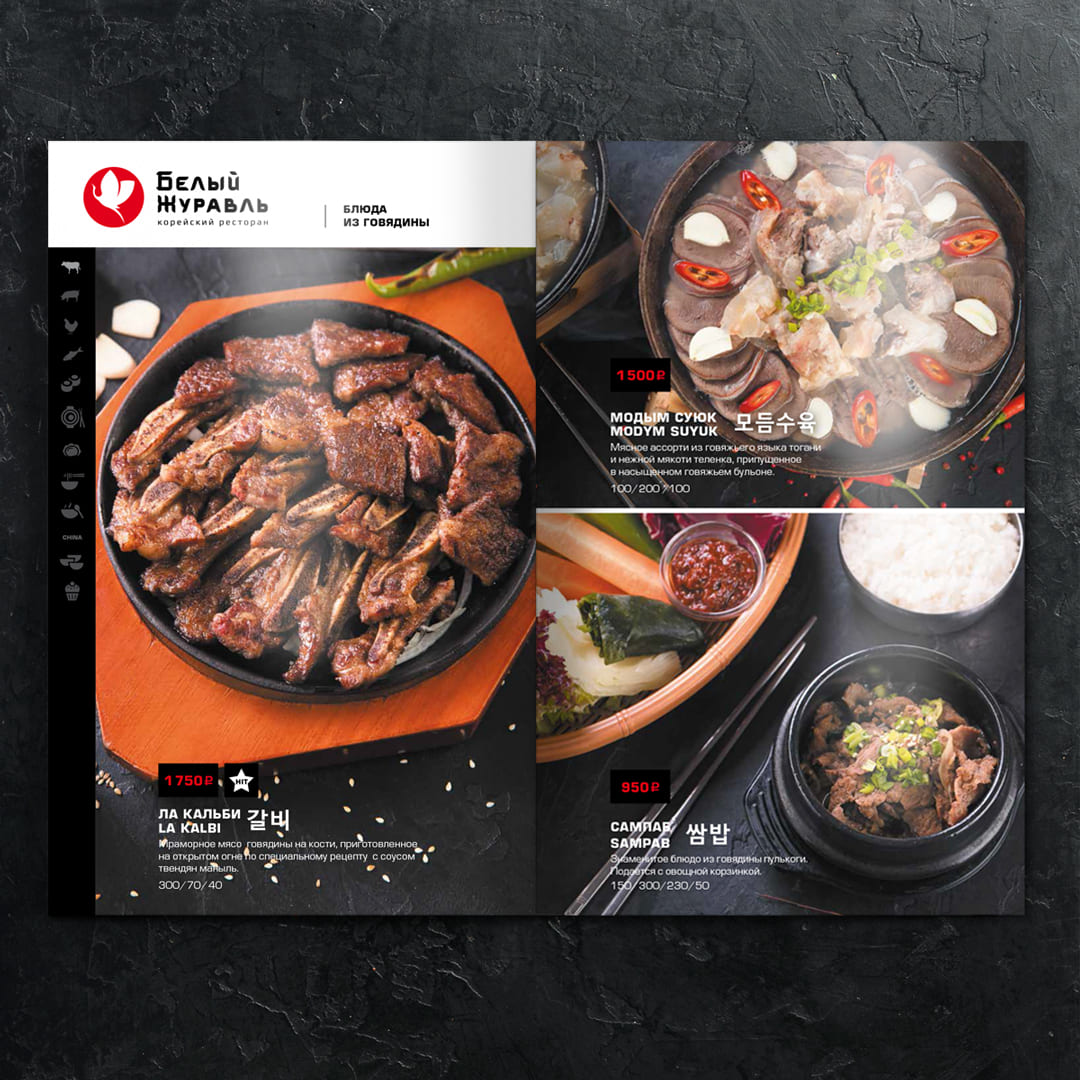 Белый
Журавль
корейский ресторан
БЛЮДА
ИЗ ГОВЯДИНЫ
CHINA
1750₽
HIT
ЛА КАЛЬБИ
LA KALBI
갈비
Мраморное мясо говядины на кости, приготовленное
на открытом огне по специальному рецепту с соусом
твендян маныль.
300/70/40
1500₽
МОДЫМ СУЮК
MODYM SUYUK
모듬수육
Мясное ассорти из говяжьего языка тогани
и нежной мякоти теленка, припущенное
в насыщенном говяжьем бульоне.
100/200/100
950₽
САМПАБ,
SAMPAB
쌈밥
Знаменитое блюдо из говядины пулькоги.
Подается с овощной корзинкой.
150/300/230/50